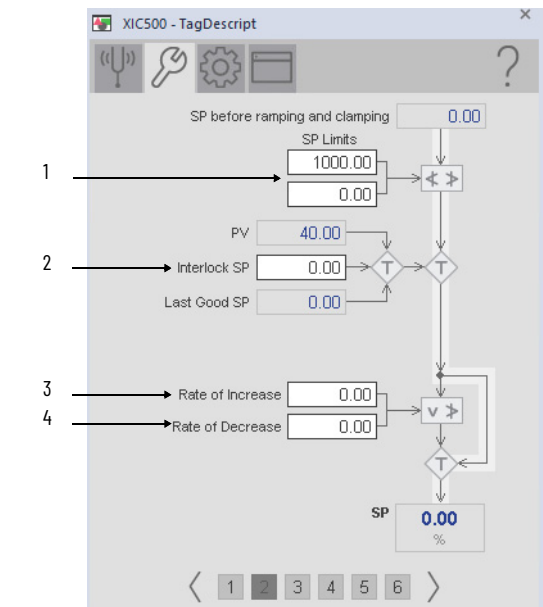 XIC500 - TagDescript
×
?
SP before ramping and clamping 0.00
SP Limits
1 1000.00
0.00
PV 40.00
2 Interlock SP 0.00 T T
Last Good SP 0.00
3 Rate of Increase 0.00
4 Rate of Decrease 0.00
v
T
SP 0.00
%
1 2 3 4 5 6